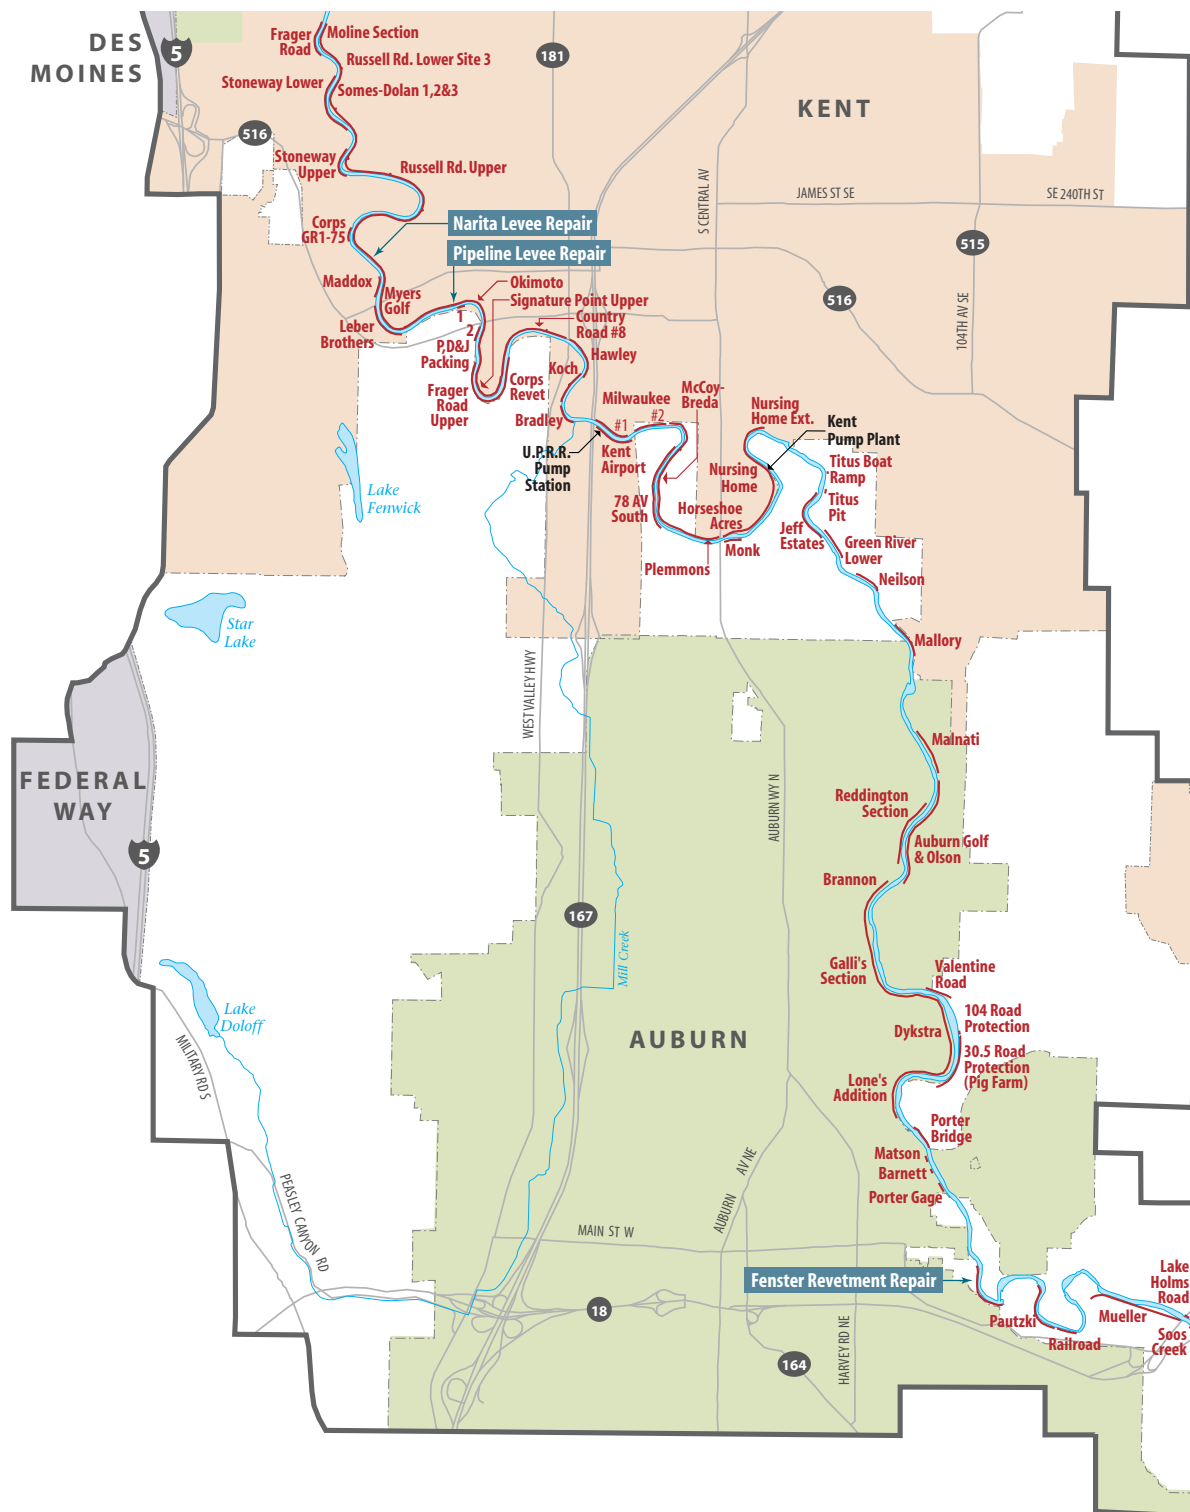 DES
MOINES
5
Frager
Road
Moline Section
Russell Rd. Lower Site 3
Stoneway Lower
Somes-Dolan 1,2&3
181
KENT
516
Stoneway
Upper
Russell Rd. Upper
S CENTRAL AV
JAMES ST SE
SE 240TH ST
Corps
GR1-75
Narita Levee Repair
Pipeline Levee Repair
515
Maddox
Myers
Golf
Okimoto
Signature Point Upper
Country
Road #8
516
104TH AV SE
Leber
Brothers
1
2
P,D&J
Packing
Hawley
Koch
Frager
Road
Upper
Corps
Revet
Bradley
Milwaukee
#1
#2
McCoy-
Breda
Nursing
Home Ext.
Kent
Pump Plant
U.P.R.R.
Pump
Station
Kent
Airport
Nursing
Home
Titus Boat
Ramp
Titus
Pit
Lake
Fenwick
78 AV
South
Horseshoe
Acres
Jeff
Estates
Green River
Lower
Monk
Plemmons
Neilson
Star
Lake
Mallory
WEST VALLEY HWY
Malnati
FEDERAL
WAY
5
AUBURN WY N
Reddington
Section
Auburn Golf
& Olson
Brannon
167
Mill Creek
Galli's
Section
Valentine
Road
Lake
Doloff
104 Road
Protection
Dykstra
AUBURN
30.5 Road
Protection
(Pig Farm)
MILITARY RD S
Lone's
Addition
Porter
Bridge
Matson
Barnett
Porter Gage
PEASLEY CANYON RD
AUBURN AV NE
MAIN ST W
Fenster Revetment Repair
Lake
Holms
Road
18
Pautzki
Mueller
Railroad
Soos
Creek
164
HARVEY RD NE